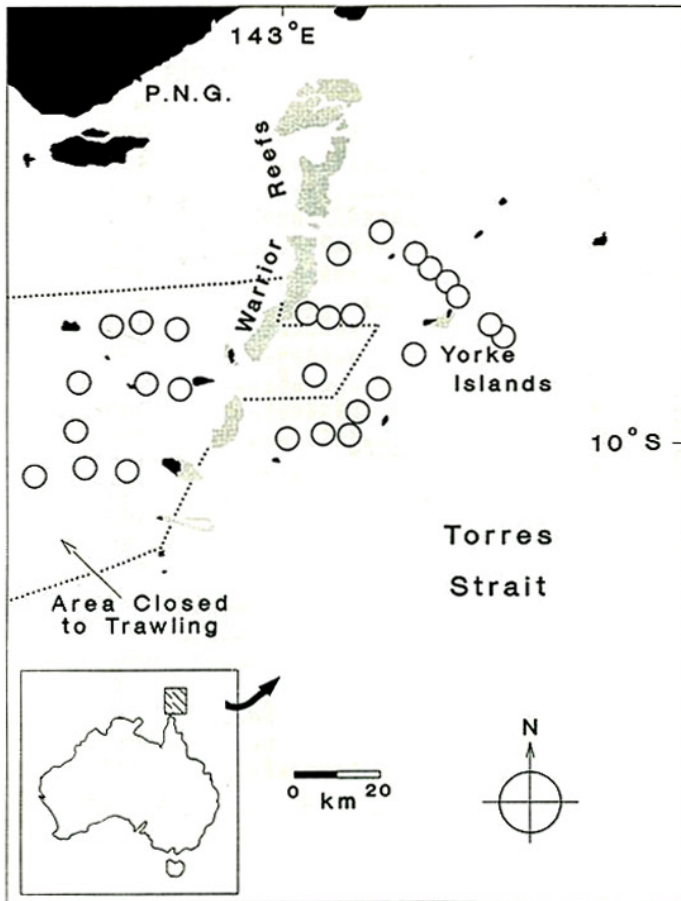 143°E
P.N.G.
Warrior Reefs
Yorke
Islands
10°S
Torres
Strait
Area Closed
to Trawling
N
0 20
km